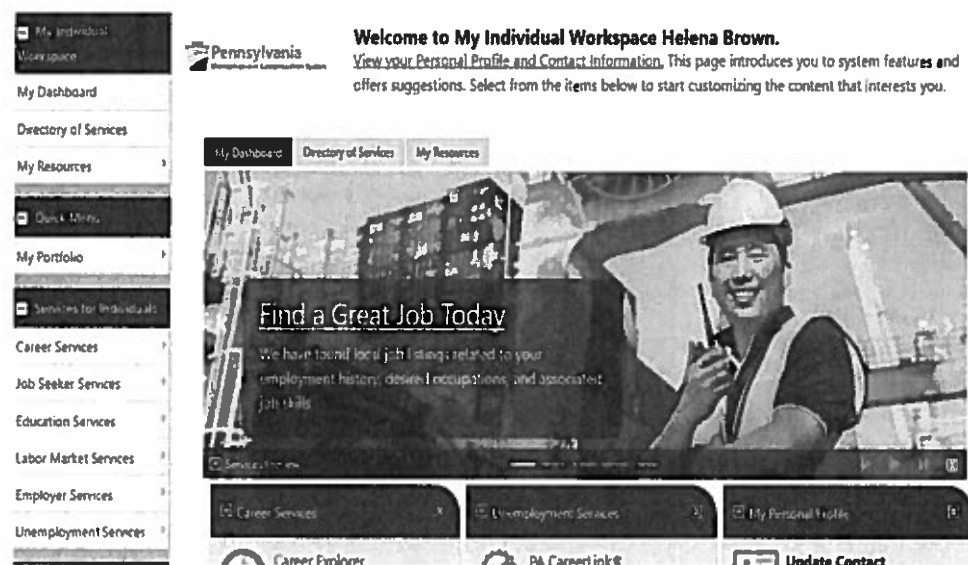 My Individual
Workspace
My Dashboard
Directory of Services
My Resources
Quick Menu
My Portfolio
Services for Individuals
Career Services
Job Seeker Services
Education Services
Labor Market Services
Employer Services
Unemployment Services
Pennsylvania
Welcome to My Individual Workspace Helena Brown.
View your Personal Profile and Contact Information. This page introduces you to system features and
offers suggestions. Select from the items below to start customizing the content that interests you.
My Dashboard Directory of Services My Resources
Find a Great Job Today
We have found local job listings related to your
employment history, desired occupations, and associated
job skills
Career Services
Unemployment Services
My Personal Profile
Career Explorer
PA CareerLink®
Update Contact